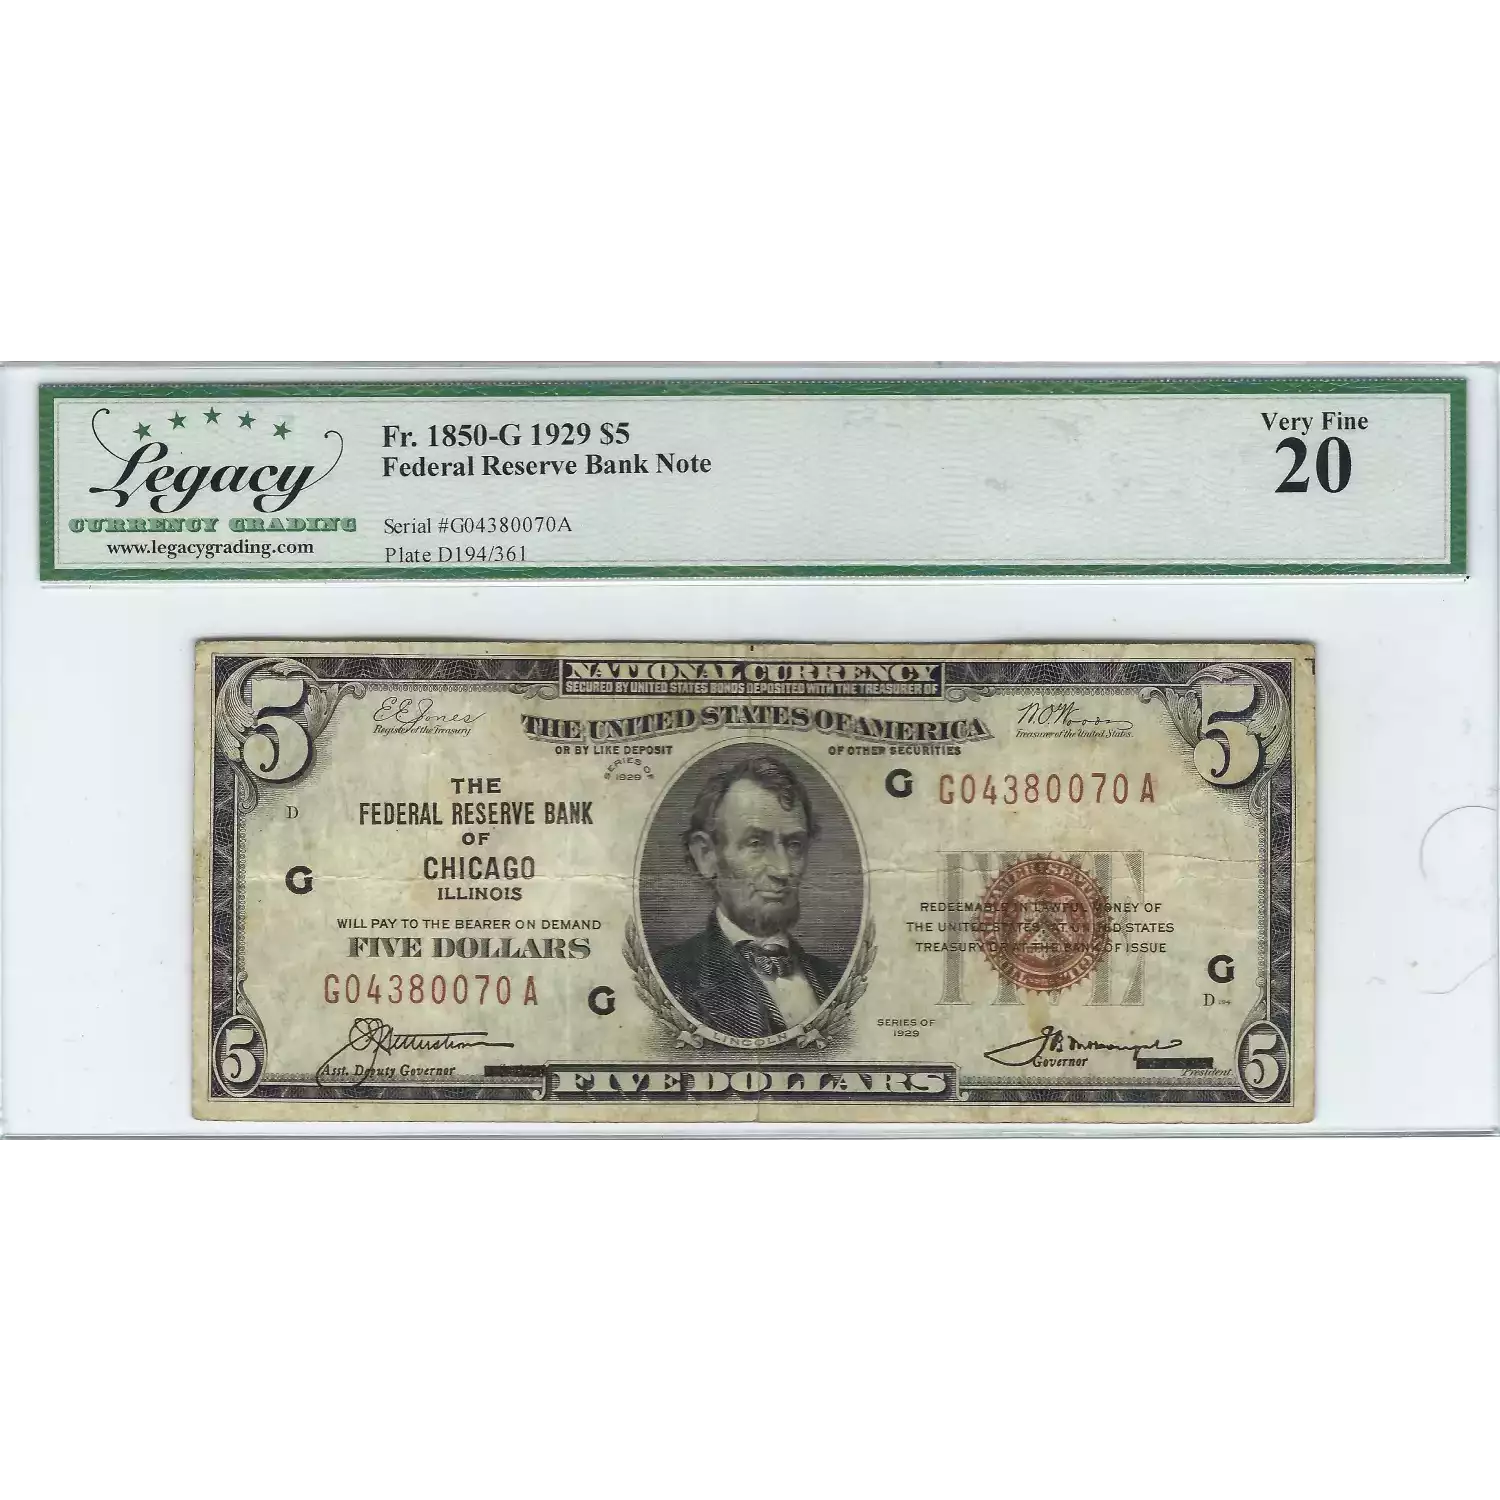 Legacy
CURRENCY GRADING
www.legacygrading.com
Fr. 1850-G 1929 $5
Federal Reserve Bank Note
Serial #G04380070A
Plate D194/361
Very Fine
20
NATIONAL CURRENCY
SECURED BY UNITED STATES BONDS DEPOSITED WITH THE TREASURER OF
THE UNITED STATES OF AMERICA
OR BY LIKE DEPOSIT OF OTHER SECURITIES
5
5
E E Jones
Register of the Treasury
W.O. Woods
Treasurer of the United States.
SERIES OF
1929
G G04380070 A
THE
FEDERAL RESERVE BANK
OF
CHICAGO
ILLINOIS
D
G
WILL PAY TO THE BEARER ON DEMAND
FIVE DOLLARS
G04380070 A
G
REDEEMABLE IN LAWFUL MONEY OF
THE UNITED STATES AT UNITED STATES
TREASURY OR AT THE BANK OF ISSUE
G
D 194
SERIES OF
1929
LINCOLN
Asst. Deputy Governor
Governor
President
5
FIVE DOLLARS
5